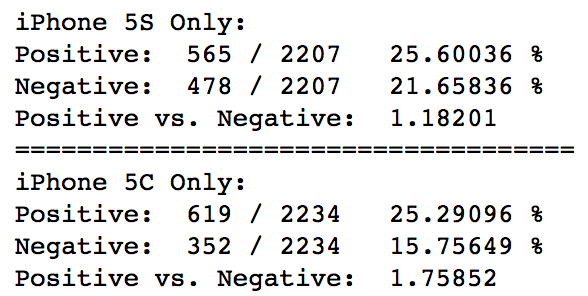 iPhone 5S Only:
Positive:  565 / 2207   25.60036 %
Negative:  478 / 2207   21.65836 %
Positive vs. Negative:  1.18201
====================================
iPhone 5C Only:
Positive:  619 / 2234   25.29096 %
Negative:  352 / 2234   15.75649 %
Positive vs. Negative:  1.75852